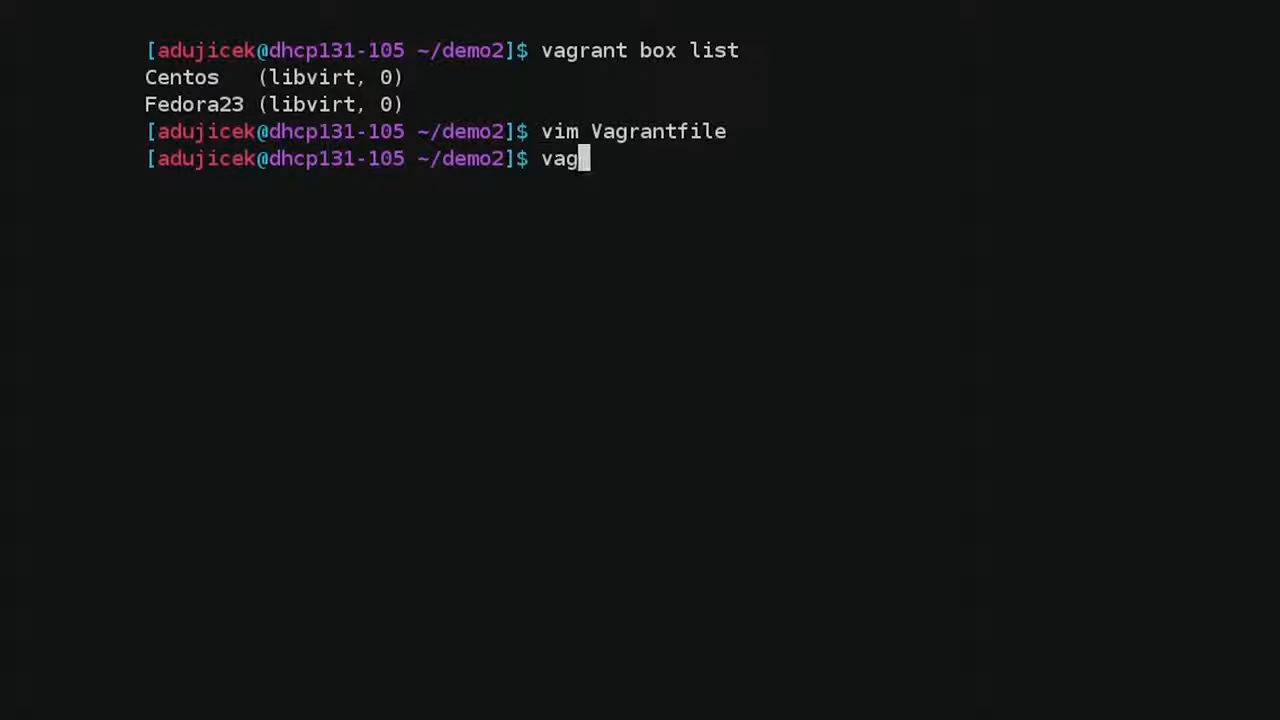 [adujicek@dhcp131-105 ~/demo2]$ vagrant box list
Centos   (libvirt, 0)
Fedora23 (libvirt, 0)
[adujicek@dhcp131-105 ~/demo2]$ vim Vagrantfile
[adujicek@dhcp131-105 ~/demo2]$ vag